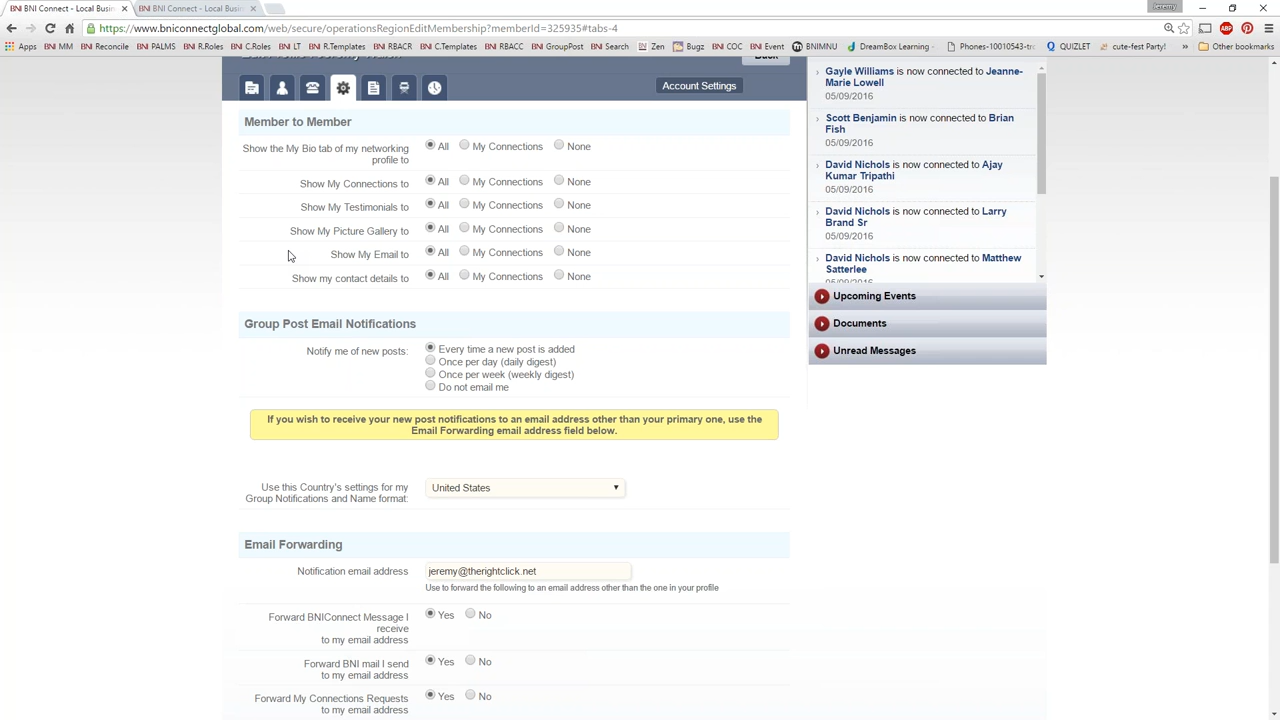 BNI Connect - Local Busin
BNI Connect - Local Busin
Jeremy
https://www.bniconnectglobal.com/web/secure/operationsRegionEditMembership?memberId=325935#tabs-4
Apps BNI MM Reconcile PALMS R.Roles C.Roles LT R.Templates RBACR C.Templates RBACC GroupPost Search Zen Bugz COC Event BNIMNU DreamBox Learning Phones-10010543-tr QUIZLET cute-fest Party! » Other bookmarks
Back
Account Settings
Member to Member
Show the My Bio tab of my networking profile to All My Connections None
Show My Connections to All My Connections None
Show My Testimonials to All My Connections None
Show My Picture Gallery to All My Connections None
Show My Email to All My Connections None
Show my contact details to All My Connections None
Group Post Email Notifications
Notify me of new posts: Every time a new post is added
Once per day (daily digest)
Once per week (weekly digest)
Do not email me
If you wish to receive your new post notifications to an email address other than your primary one, use the
Email Forwarding email address field below.
Use this Country's settings for my
Group Notifications and Name format: United States
Email Forwarding
Notification email address jeremy@therightclick.net
Use to forward the following to an email address other than the one in your profile
Forward BNIConnect Message I
receive
to my email address Yes No
Forward BNI mail I send
to my email address Yes No
Forward My Connections Requests
to my email address Yes No
Gayle Williams is now connected to Jeanne-
Marie Lowell
05/09/2016
Scott Benjamin is now connected to Brian
Fish
05/09/2016
David Nichols is now connected to Ajay
Kumar Tripathi
05/09/2016
David Nichols is now connected to Larry
Brand Sr
05/09/2016
David Nichols is now connected to Matthew
Satterlee
05/09/2016
Upcoming Events
Documents
Unread Messages